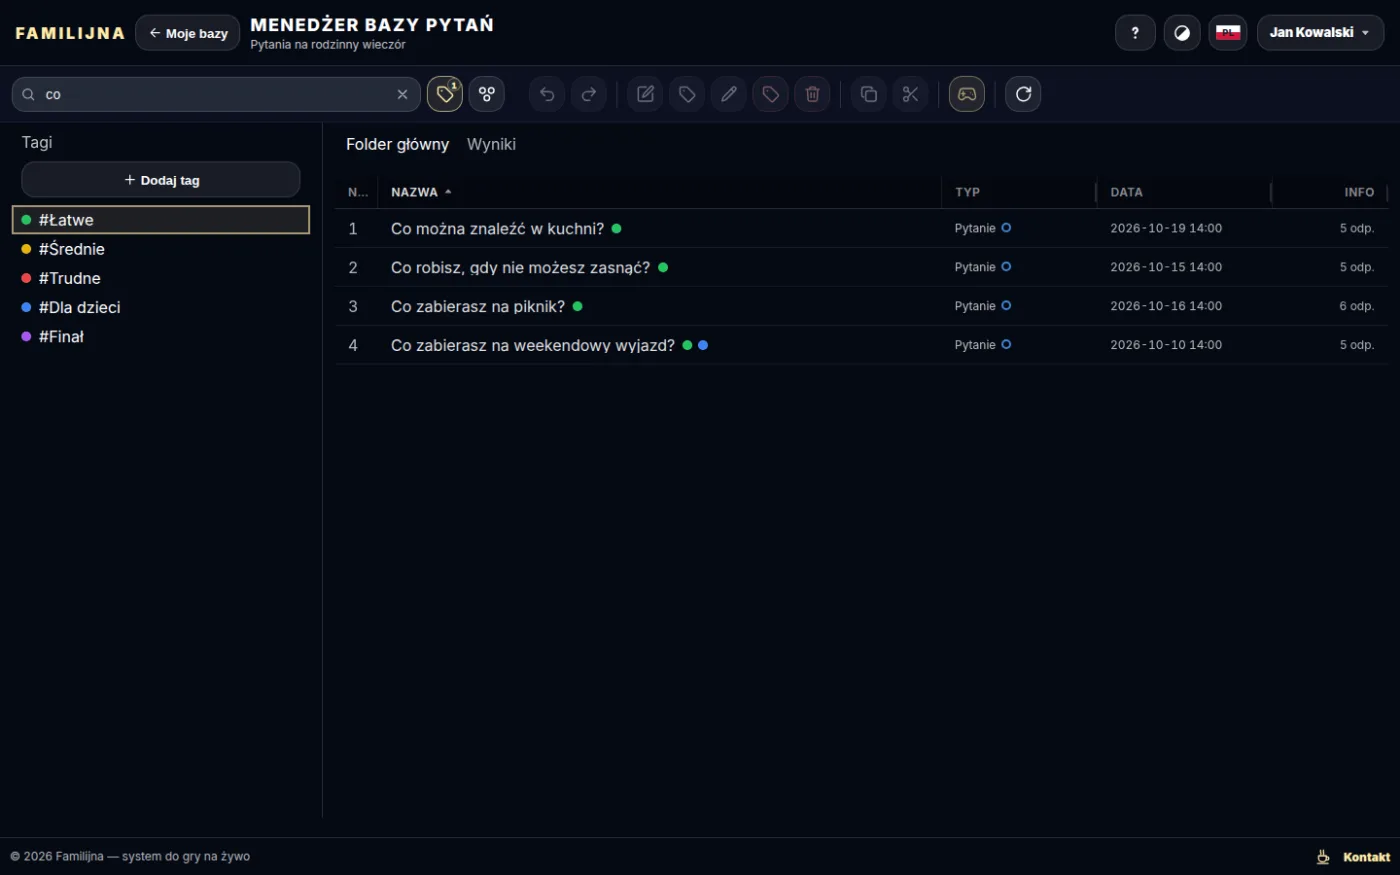 FAMILIJNA
← Moje bazy
MENEDŻER BAZY PYTAŃ
Pytania na rodzinny wieczór
?
PL
Jan Kowalski
co
1
Tagi
+ Dodaj tag
#Łatwe
#Średnie
#Trudne
#Dla dzieci
#Finał
Folder główny Wyniki
N... NAZWA TYP DATA INFO
1 Co można znaleźć w kuchni? Pytanie 2026-10-19 14:00 5 odp.
2 Co robisz, gdy nie możesz zasnąć? Pytanie 2026-10-15 14:00 5 odp.
3 Co zabierasz na piknik? Pytanie 2026-10-16 14:00 6 odp.
4 Co zabierasz na weekendowy wyjazd? Pytanie 2026-10-10 14:00 5 odp.
© 2026 Familijna — system do gry na żywo
Kontakt